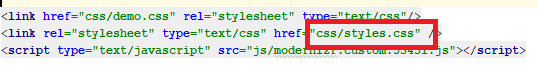 <link href="css/demo.css" rel="stylesheet" type="text/css"/>
<link rel="stylesheet" type="text/css" href="css/styles.css" />
<script type="text/javascript" src="js/modernizr.custom.53451.js"></script>